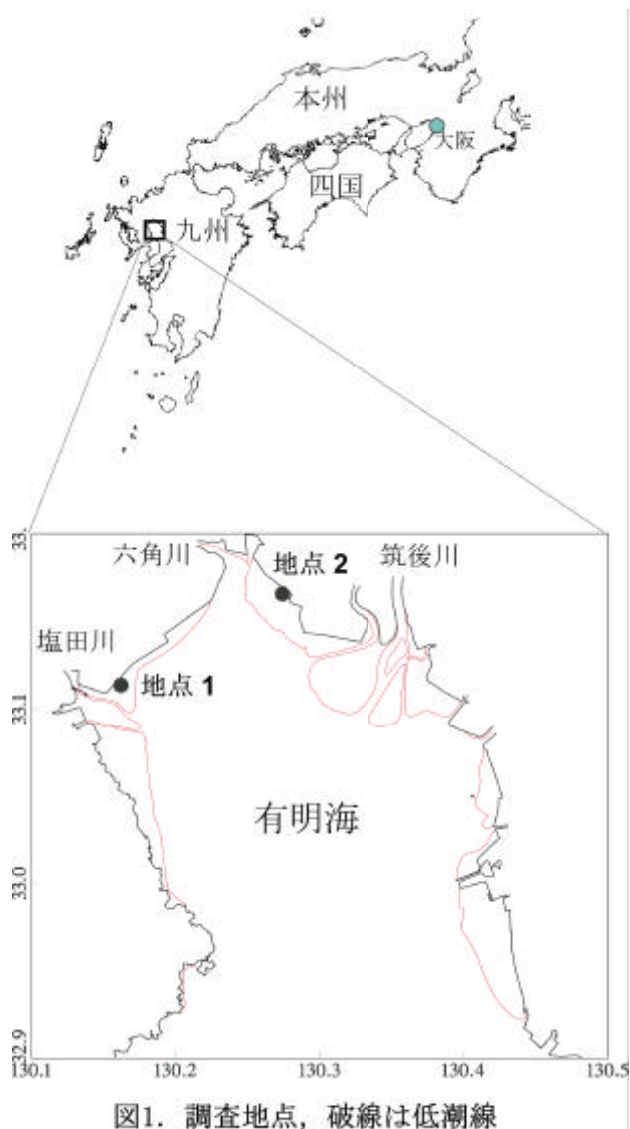 本州
大阪
四国
九州
33.
六角川
地点 2
筑後川
塩田川
地点 1
33.1
有明海
33.0
32.9
130.1
130.2
130.3
130.4
130.5
図1. 調査地点，破線は低潮線